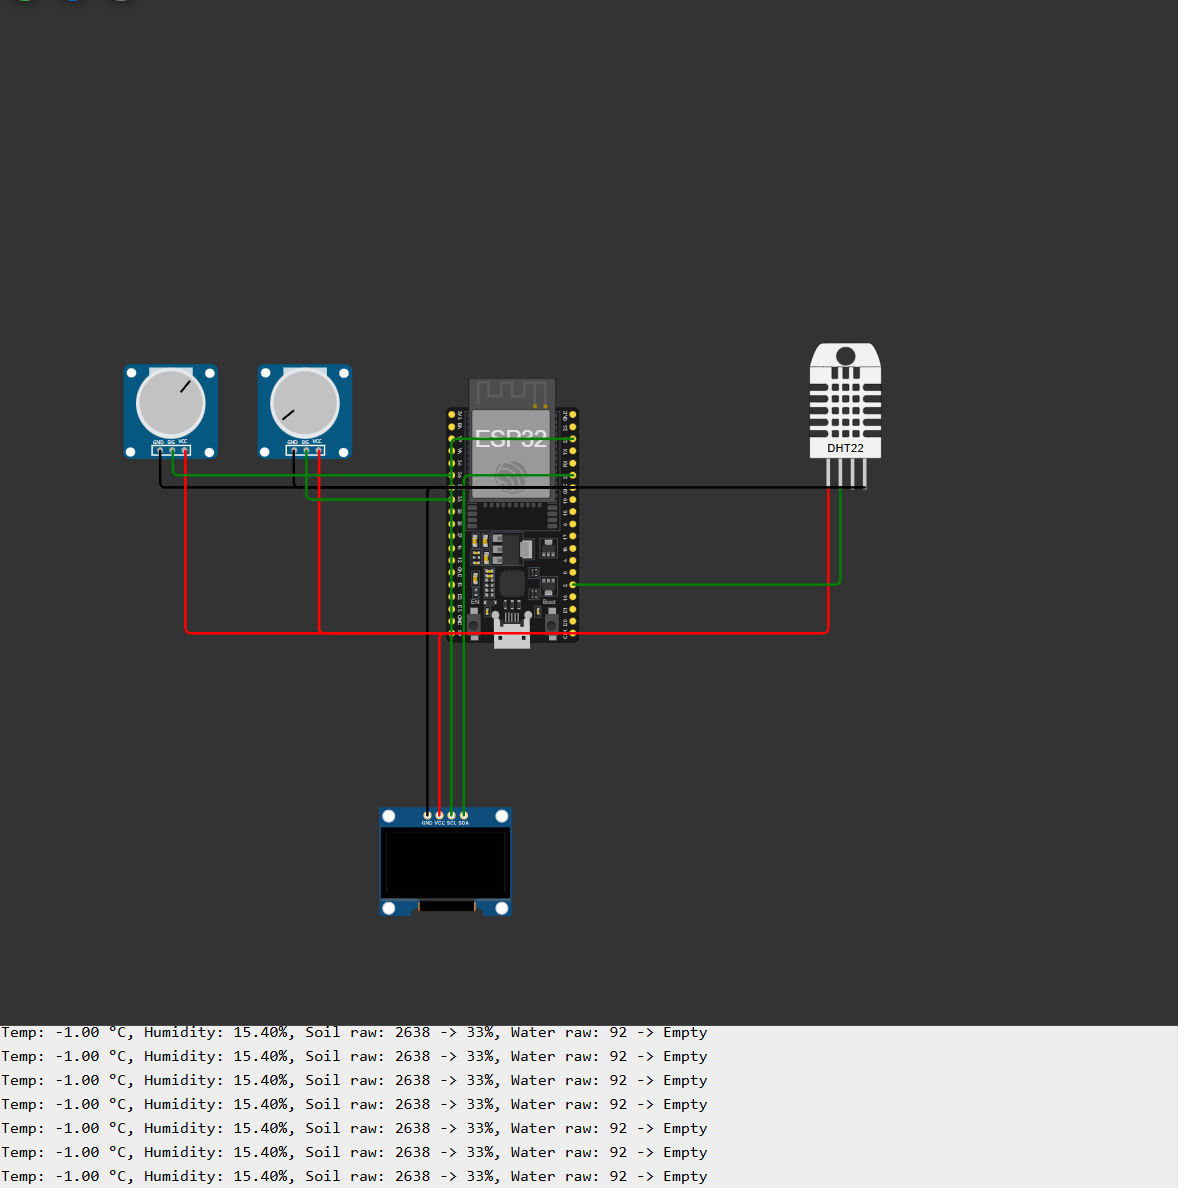 GND SIG VCC
GND SIG VCC
ESP32
DHT22
EN
Boot
GND VCC SCL SDA
Temp: -1.00 °C, Humidity: 15.40%, Soil raw: 2638 -> 33%, Water raw: 92 -> Empty
Temp: -1.00 °C, Humidity: 15.40%, Soil raw: 2638 -> 33%, Water raw: 92 -> Empty
Temp: -1.00 °C, Humidity: 15.40%, Soil raw: 2638 -> 33%, Water raw: 92 -> Empty
Temp: -1.00 °C, Humidity: 15.40%, Soil raw: 2638 -> 33%, Water raw: 92 -> Empty
Temp: -1.00 °C, Humidity: 15.40%, Soil raw: 2638 -> 33%, Water raw: 92 -> Empty
Temp: -1.00 °C, Humidity: 15.40%, Soil raw: 2638 -> 33%, Water raw: 92 -> Empty
Temp: -1.00 °C, Humidity: 15.40%, Soil raw: 2638 -> 33%, Water raw: 92 -> Empty